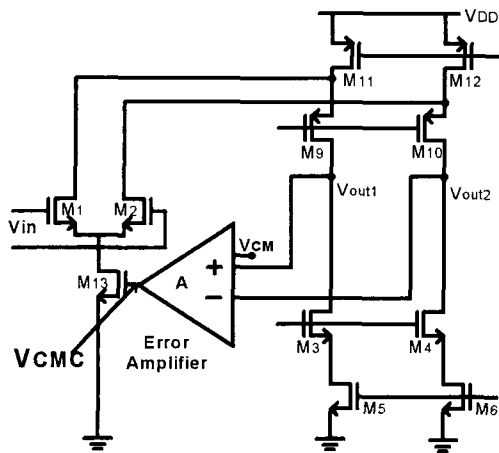 VDD
M11
M12
M9
M10
Vout1
Vout2
M1
M2
Vin
VCM
+
A
−
M13
Error
Amplifier
VCMC
M3
M4
M5
M6